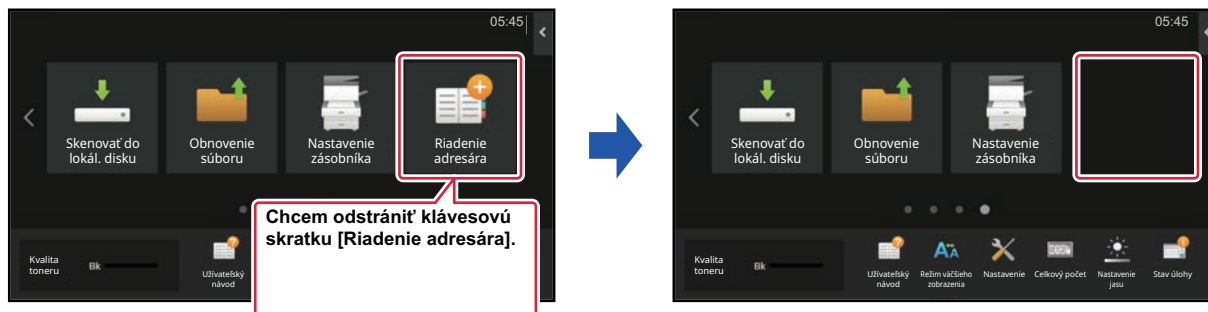 05:45
Skenovať do
lokál. disku
Obnovenie
súboru
Nastavenie
zásobníka
Riadenie
adresára
Chcem odstrániť klávesovú
skratku [Riadenie adresára].
Kvalita
toneru
Bk
Užívateľský
návod
05:45
Skenovať do
lokál. disku
Obnovenie
súboru
Nastavenie
zásobníka
Kvalita
toneru
Bk
Užívateľský
návod
Režim väčšieho
zobrazenia
Nastavenie
Celkový počet
Nastavenie
jasu
Stav úlohy